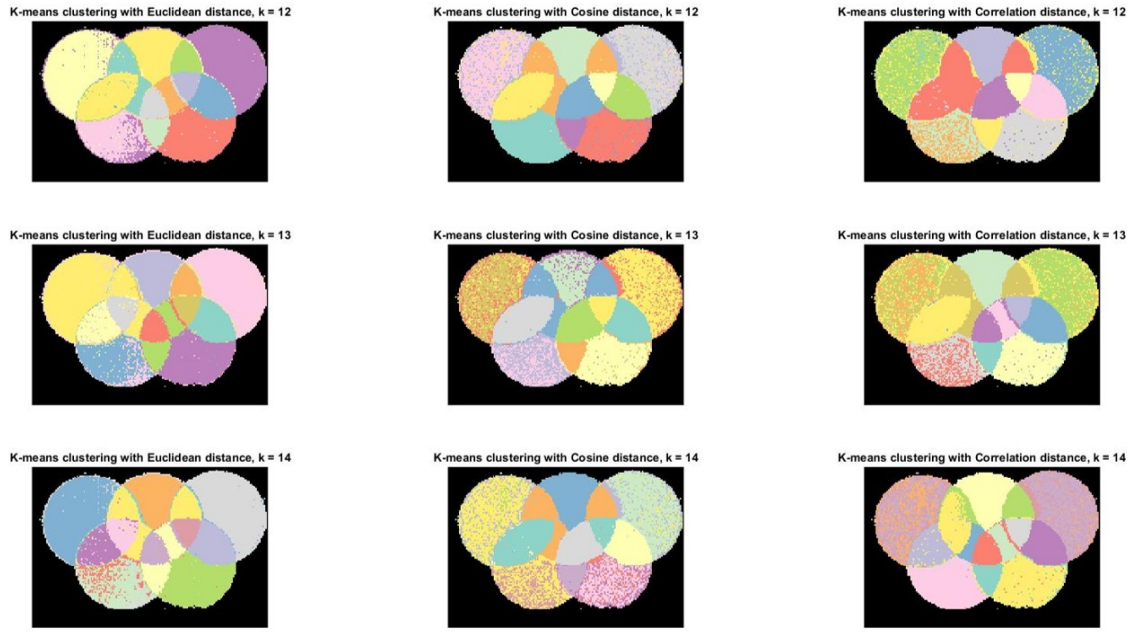 K-means clustering with Euclidean distance, k = 12
K-means clustering with Cosine distance, k = 12
K-means clustering with Correlation distance, k = 12
K-means clustering with Euclidean distance, k = 13
K-means clustering with Cosine distance, k = 13
K-means clustering with Correlation distance, k = 13
K-means clustering with Euclidean distance, k = 14
K-means clustering with Cosine distance, k = 14
K-means clustering with Correlation distance, k = 14